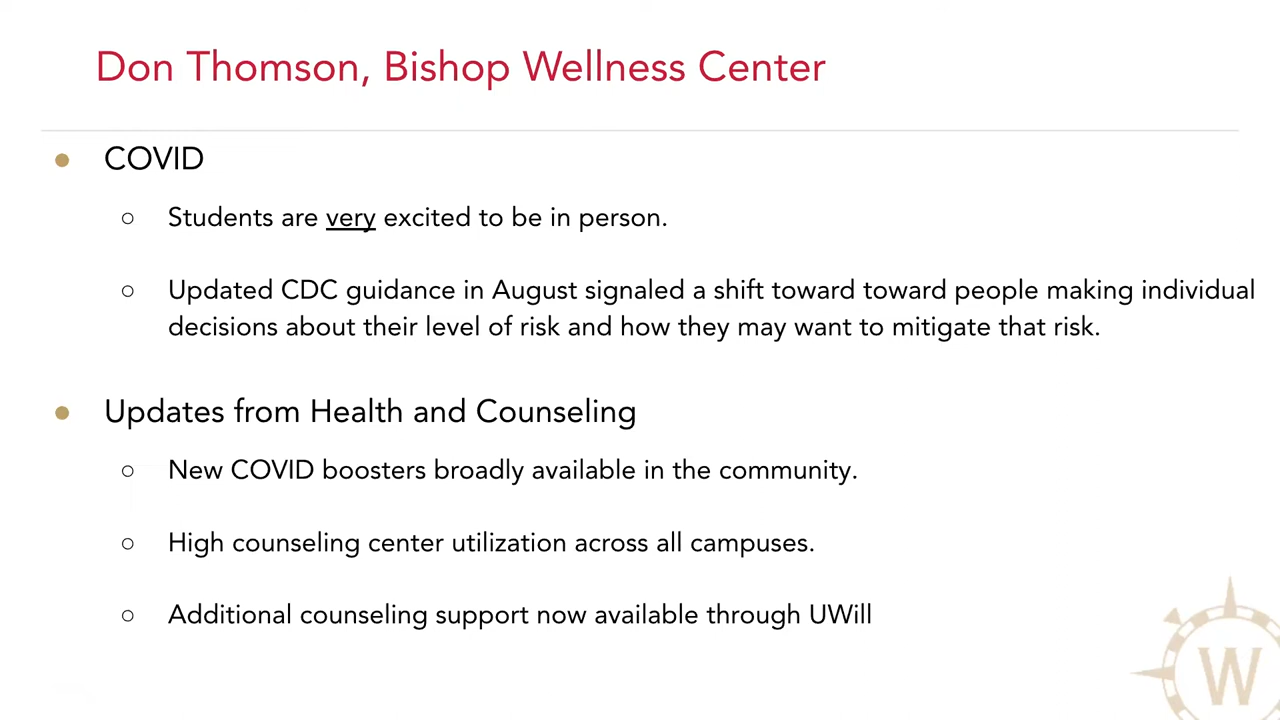 Don Thomson, Bishop Wellness Center
● COVID
○ Students are very excited to be in person.
○ Updated CDC guidance in August signaled a shift toward toward people making individual
decisions about their level of risk and how they may want to mitigate that risk.
● Updates from Health and Counseling
○ New COVID boosters broadly available in the community.
○ High counseling center utilization across all campuses.
○ Additional counseling support now available through UWill
W